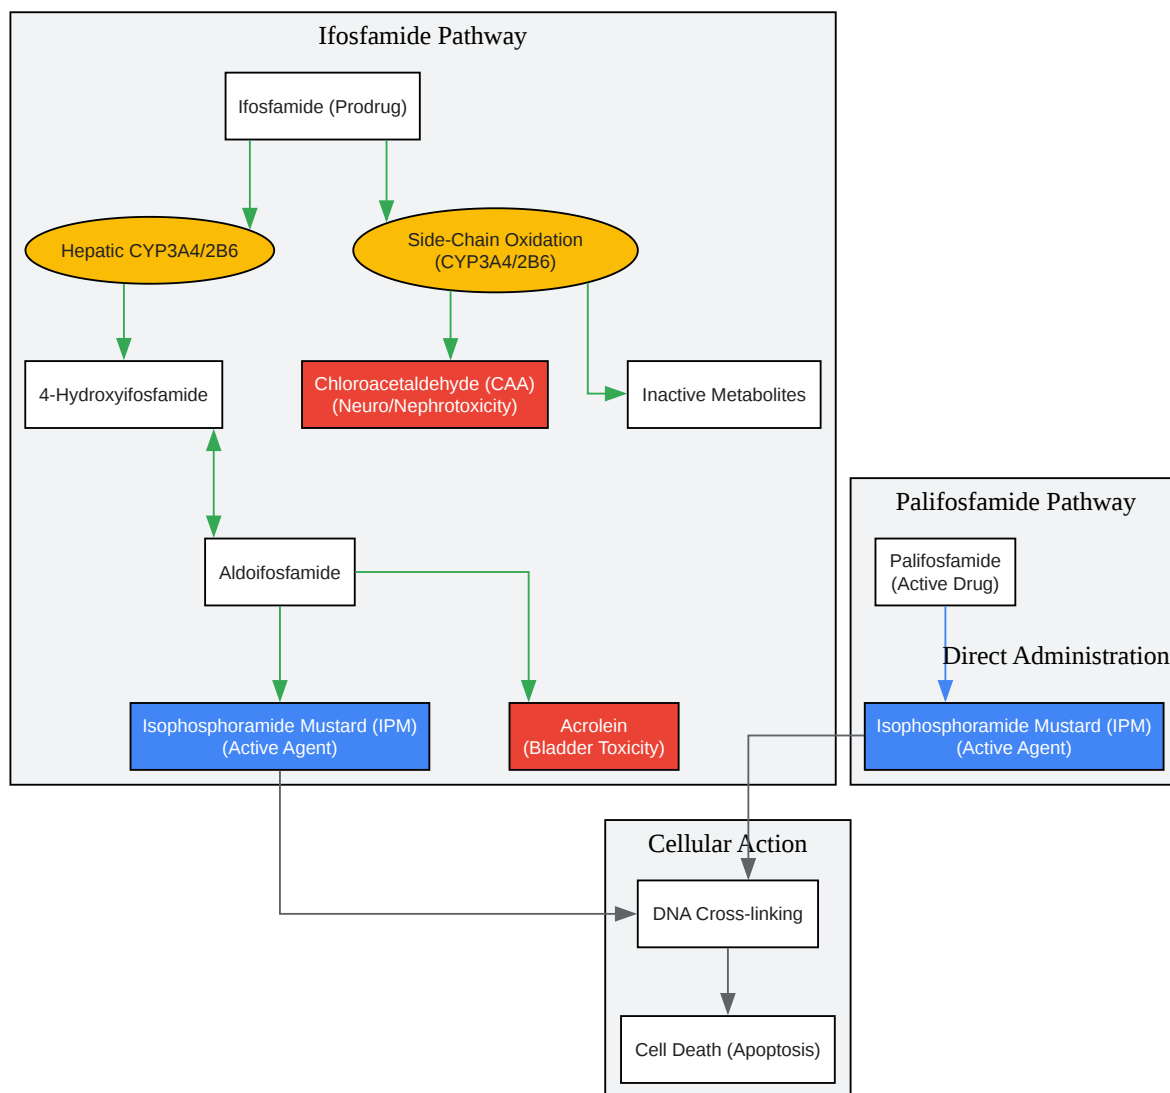 Ifosfamide Pathway
Ifosfamide (Prodrug)
Hepatic CYP3A4/2B6
Side-Chain Oxidation
(CYP3A4/2B6)
4-Hydroxyifosfamide
Chloroacetaldehyde (CAA)
(Neuro/Nephrotoxicity)
Inactive Metabolites
Aldoifosfamide
Isophosphoramide Mustard (IPM)
(Active Agent)
Acrolein
(Bladder Toxicity)
Palifosfamide Pathway
Palifosfamide
(Active Drug)
Direct Administration
Isophosphoramide Mustard (IPM)
(Active Agent)
Cellular Action
DNA Cross-linking
Cell Death (Apoptosis)